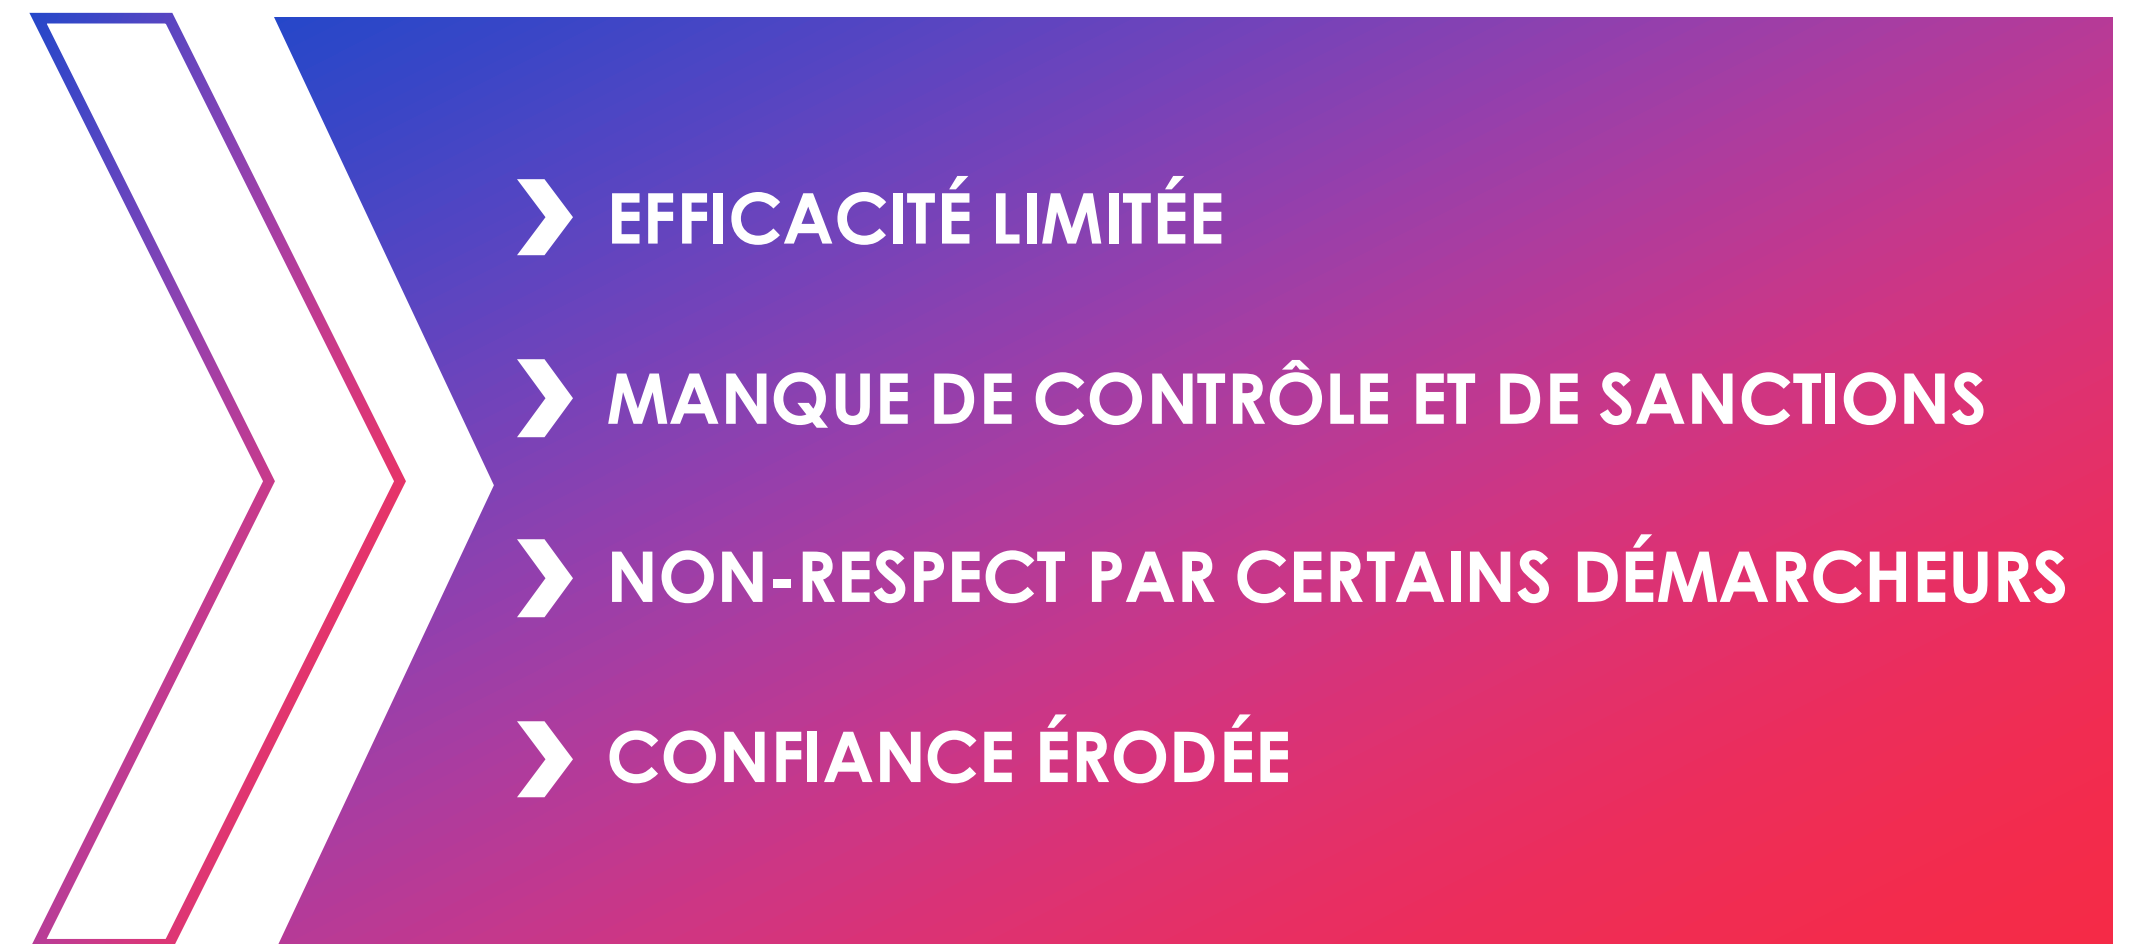 EFFICACITÉ LIMITÉE
MANQUE DE CONTRÔLE ET DE SANCTIONS
NON-RESPECT PAR CERTAINS DÉMARCHEURS
CONFIANCE ÉRODÉE